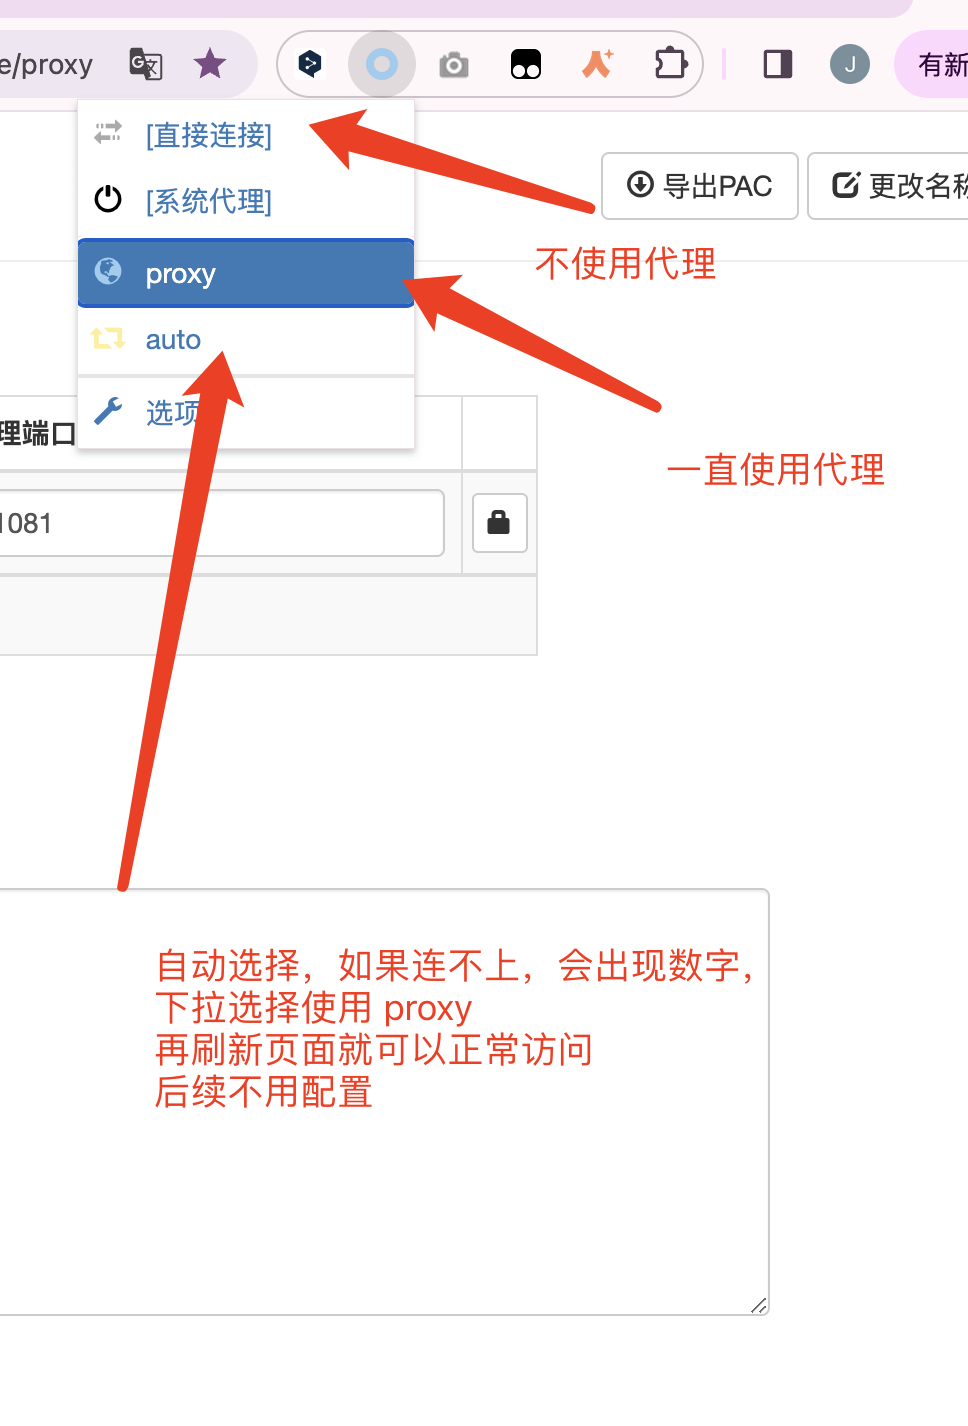 e/proxy
J
有新
[直接连接]
[系统代理]
proxy
auto
选项
导出PAC
更改名称
不使用代理
一直使用代理
理端口
1081
自动选择，如果连不上，会出现数字，
下拉选择使用 proxy
再刷新页面就可以正常访问
后续不用配置